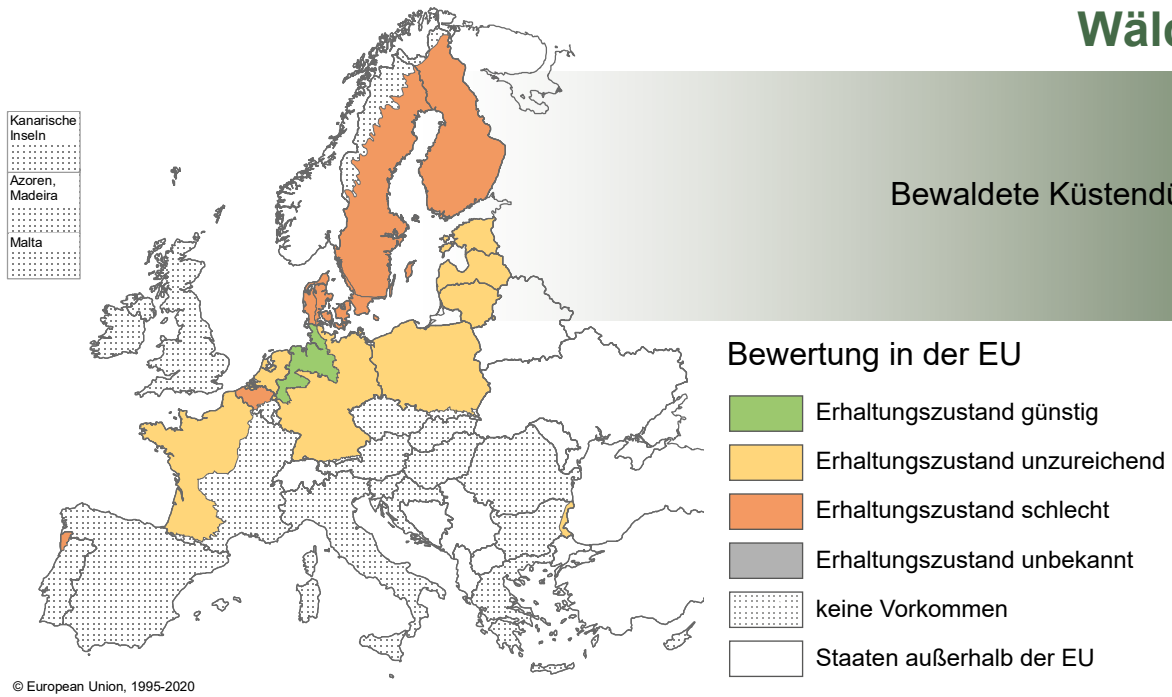 Wäld
Kanarische
Inseln
Azoren,
Madeira
Malta
Bewaldete Küstendü
Bewertung in der EU
Erhaltungszustand günstig
Erhaltungszustand unzureichend
Erhaltungszustand schlecht
Erhaltungszustand unbekannt
keine Vorkommen
Staaten außerhalb der EU
© European Union, 1995-2020